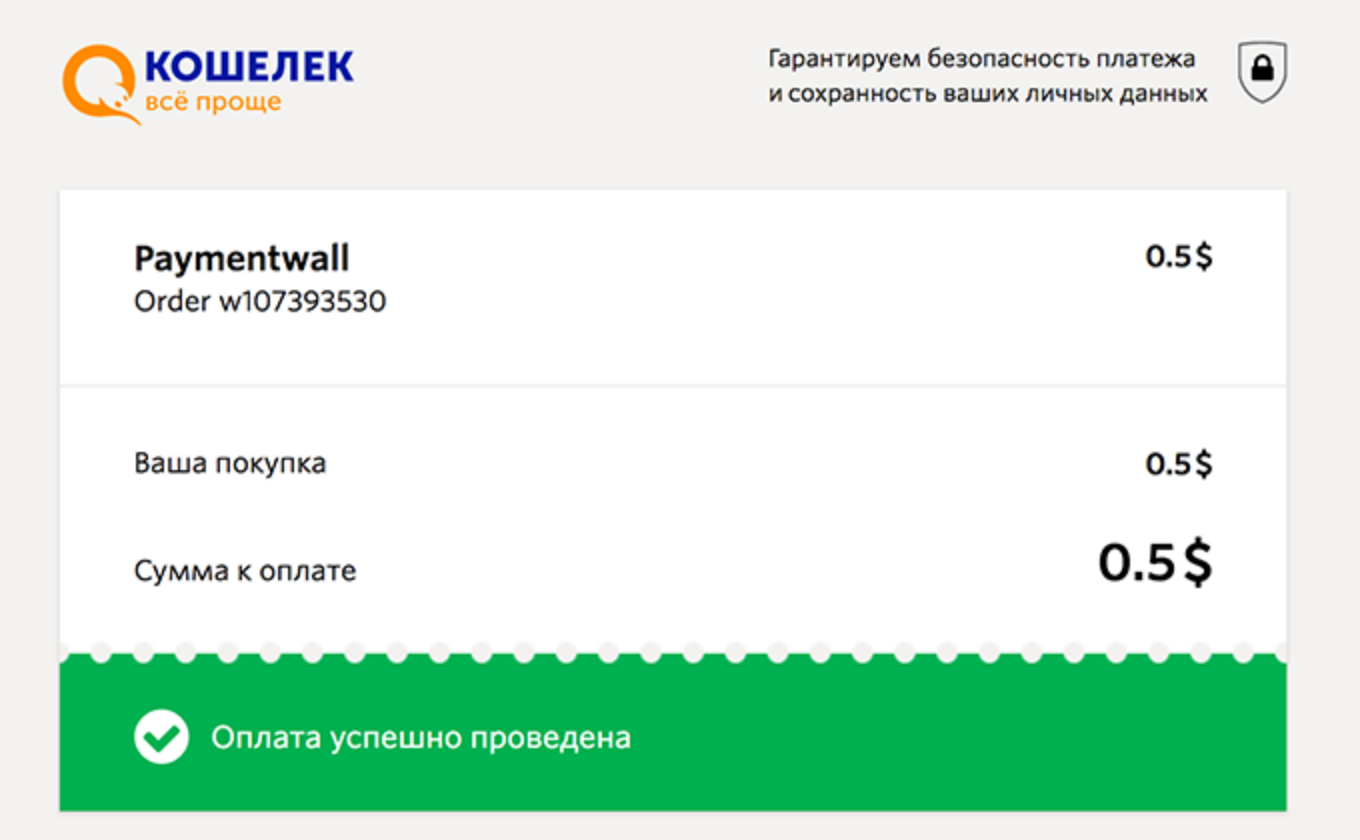 КОШЕЛЕК
всё проще
Гарантируем безопасность платежа
и сохранность ваших личных данных
Paymentwall
0.5$
Order w107393530
Ваша покупка
0.5$
Сумма к оплате
0.5$
Оплата успешно проведена